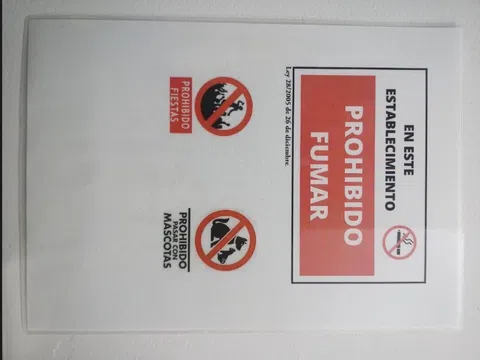 EN ESTE
ESTABLECIMIENTO
PROHIBIDO
FUMAR
Ley 28/2005 de 26 de diciembre.
PROHIBIDO
FIESTAS
PROHIBIDO
PASAR CON
MASCOTAS